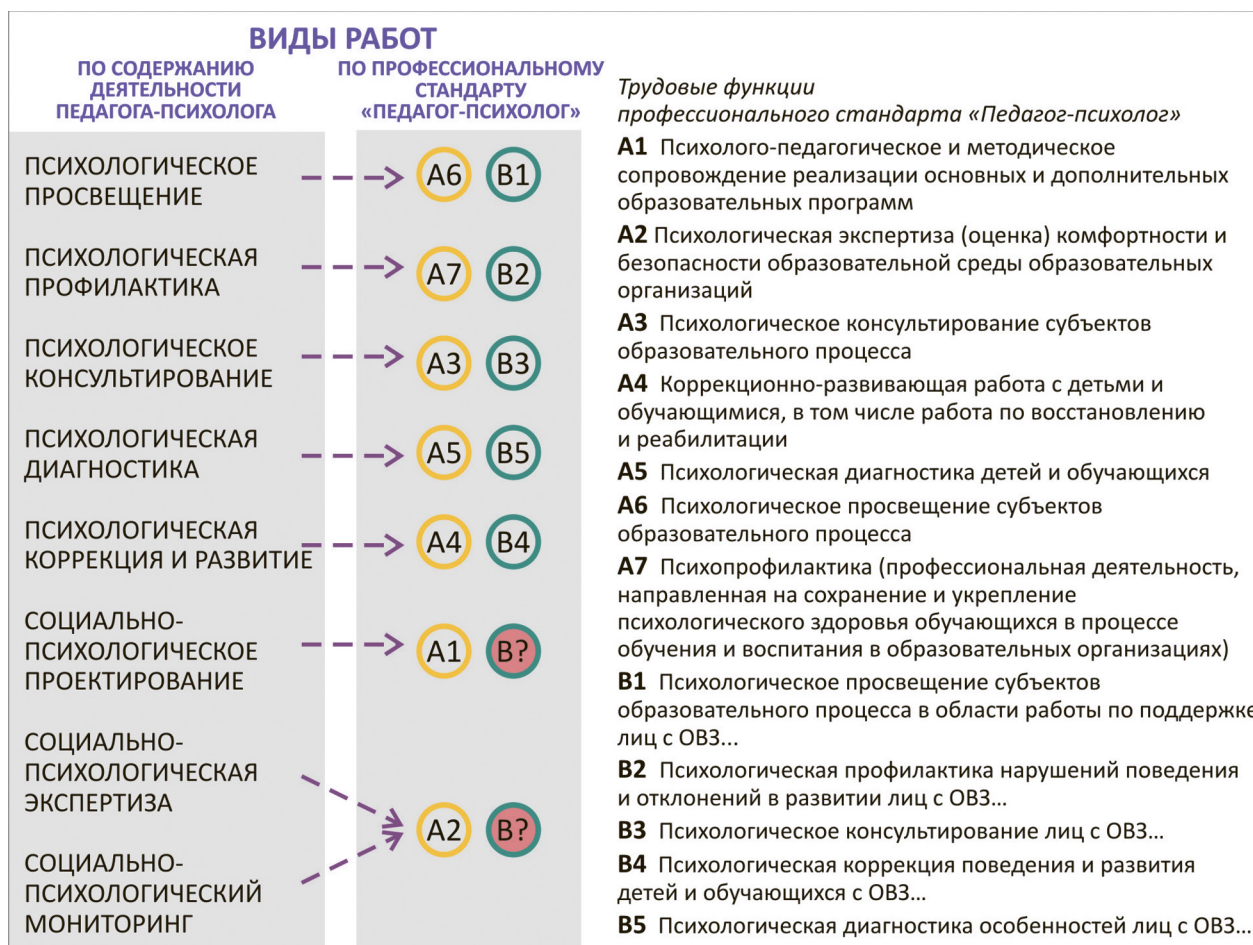 ВИДЫ РАБОТ
ПО СОДЕРЖАНИЮ
ДЕЯТЕЛЬНОСТИ
ПЕДАГОГА-ПСИХОЛОГА
ПО ПРОФЕССИОНАЛЬНОМУ
СТАНДАРТУ
«ПЕДАГОГ-ПСИХОЛОГ»
ПСИХОЛОГИЧЕСКОЕ
ПРОСВЕЩЕНИЕ
A6 B1
ПСИХОЛОГИЧЕСКАЯ
ПРОФИЛАКТИКА
A7 B2
ПСИХОЛОГИЧЕСКОЕ
КОНСУЛЬТИРОВАНИЕ
A3 B3
ПСИХОЛОГИЧЕСКАЯ
ДИАГНОСТИКА
A5 B5
ПСИХОЛОГИЧЕСКАЯ
КОРРЕКЦИЯ И РАЗВИТИЕ
A4 B4
СОЦИАЛЬНО-
ПСИХОЛОГИЧЕСКОЕ
ПРОЕКТИРОВАНИЕ
A1 B?
СОЦИАЛЬНО-
ПСИХОЛОГИЧЕСКАЯ
ЭКСПЕРТИЗА
СОЦИАЛЬНО-
ПСИХОЛОГИЧЕСКИЙ
МОНИТОРИНГ
A2 B?
Трудовые функции
профессионального стандарта «Педагог-психолог»
A1 Психолого-педагогическое и методическое
сопровождение реализации основных и дополнительных
образовательных программ
A2 Психологическая экспертиза (оценка) комфортности и
безопасности образовательной среды образовательных
организаций
A3 Психологическое консультирование субъектов
образовательного процесса
A4 Коррекционно-развивающая работа с детьми и
обучающимися, в том числе работа по восстановлению
и реабилитации
A5 Психологическая диагностика детей и обучающихся
A6 Психологическое просвещение субъектов
образовательного процесса
A7 Психопрофилактика (профессиональная деятельность,
направленная на сохранение и укрепление
психологического здоровья обучающихся в процессе
обучения и воспитания в образовательных организациях)
B1 Психологическое просвещение субъектов
образовательного процесса в области работы по поддержке
лиц с ОВЗ...
B2 Психологическая профилактика нарушений поведения
и отклонений в развитии лиц с ОВЗ...
B3 Психологическое консультирование лиц с ОВЗ...
B4 Психологическая коррекция поведения и развития
детей и обучающихся с ОВЗ...
B5 Психологическая диагностика особенностей лиц с ОВЗ...